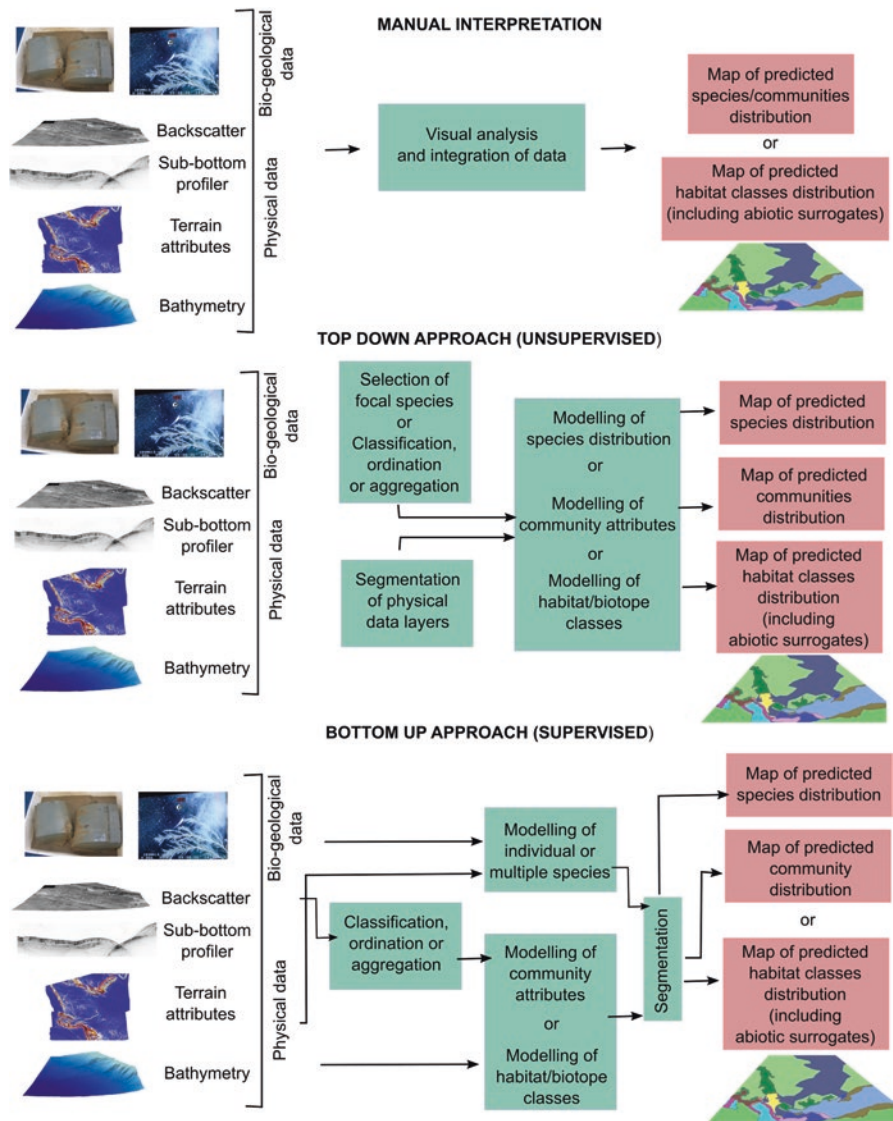 MANUAL INTERPRETATION
Bio-geological
data
Physical data
Backscatter
Sub-bottom
profiler
Terrain
attributes
Bathymetry
Visual analysis
and integration of data
Map of predicted
species/communities
distribution
or
Map of predicted
habitat classes distribution
(including abiotic surrogates)
TOP DOWN APPROACH (UNSUPERVISED)
Bio-geological
data
Physical data
Backscatter
Sub-bottom
profiler
Terrain
attributes
Bathymetry
Selection of
focal species
or
Classification,
ordination
or aggregation
Segmentation
of physical
data layers
Modelling of
species distribution
or
Modelling of
community attributes
or
Modelling of
habitat/biotope
classes
Map of predicted
species distribution
Map of predicted
communities
distribution
Map of predicted
habitat classes
distribution
(including
abiotic surrogates)
BOTTOM UP APPROACH (SUPERVISED)
Bio-geological
data
Physical data
Backscatter
Sub-bottom
profiler
Terrain
attributes
Bathymetry
Classification,
ordination or
aggregation
Modelling of
individual or
multiple species
Modelling of
community
attributes
or
Modelling of
habitat/biotope
classes
Segmentation
Map of predicted
species distribution
Map of predicted
community
distribution
or
Map of predicted
habitat classes
distribution
(including
abiotic surrogates)